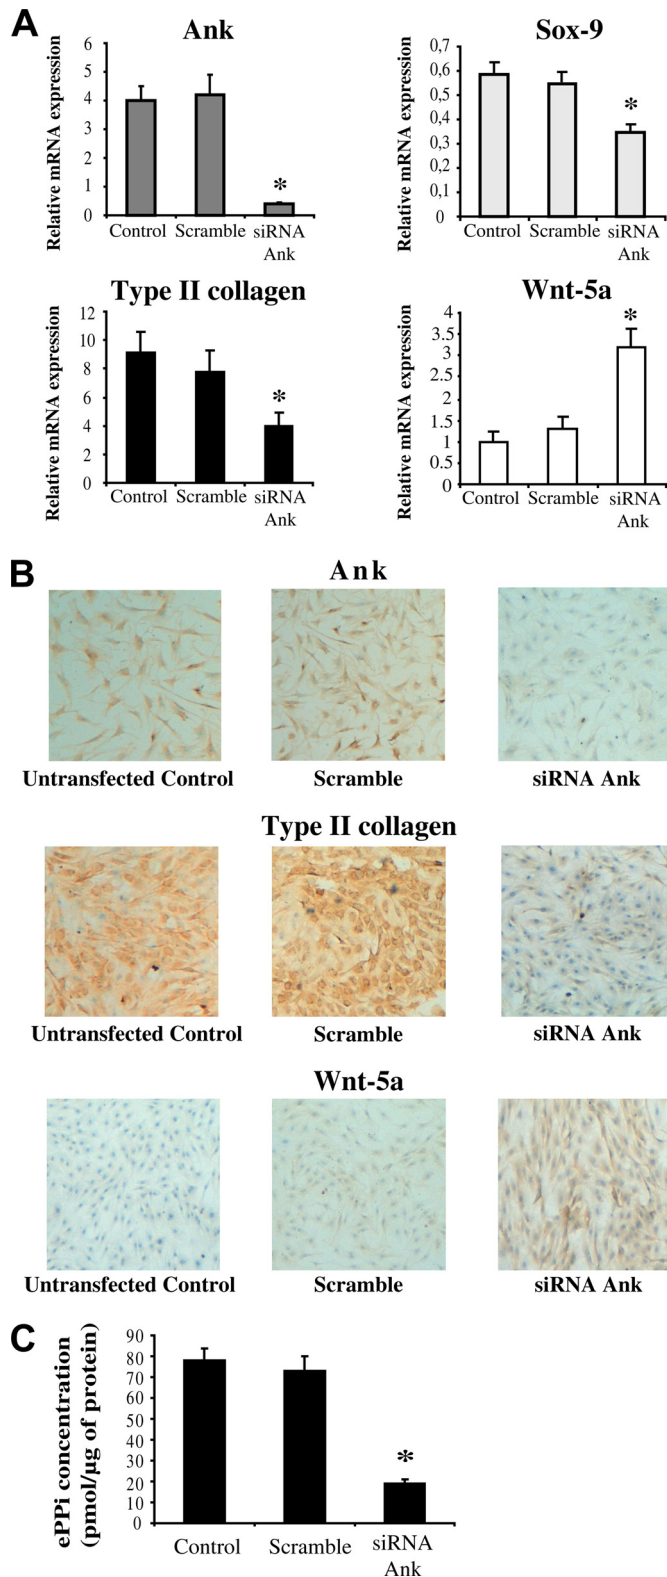 A
Ank
Relative mRNA expression
6
5
4
3
2
1
0
Control Scramble siRNA
Ank
Sox-9
Relative mRNA expression
0,7
0,6
0,5
0,4
0,3
0,2
0,1
0
*
*
Control Scramble siRNA
Ank
Type II collagen
Relative mRNA expression
12
10
8
6
4
2
0
*
Control Scramble siRNA
Ank
Wnt-5a
Relative mRNA expression
4
3.5
3
2.5
2
1.5
1
0.5
0
*
Control Scramble siRNA
Ank
B
Ank
Untransfected Control Scramble siRNA Ank
Type II collagen
Untransfected Control Scramble siRNA Ank
Wnt-5a
Untransfected Control Scramble siRNA Ank
C
ePPi concentration
(pmol/µg of protein)
90
80
70
60
50
40
30
20
10
0
*
Control Scramble siRNA
Ank